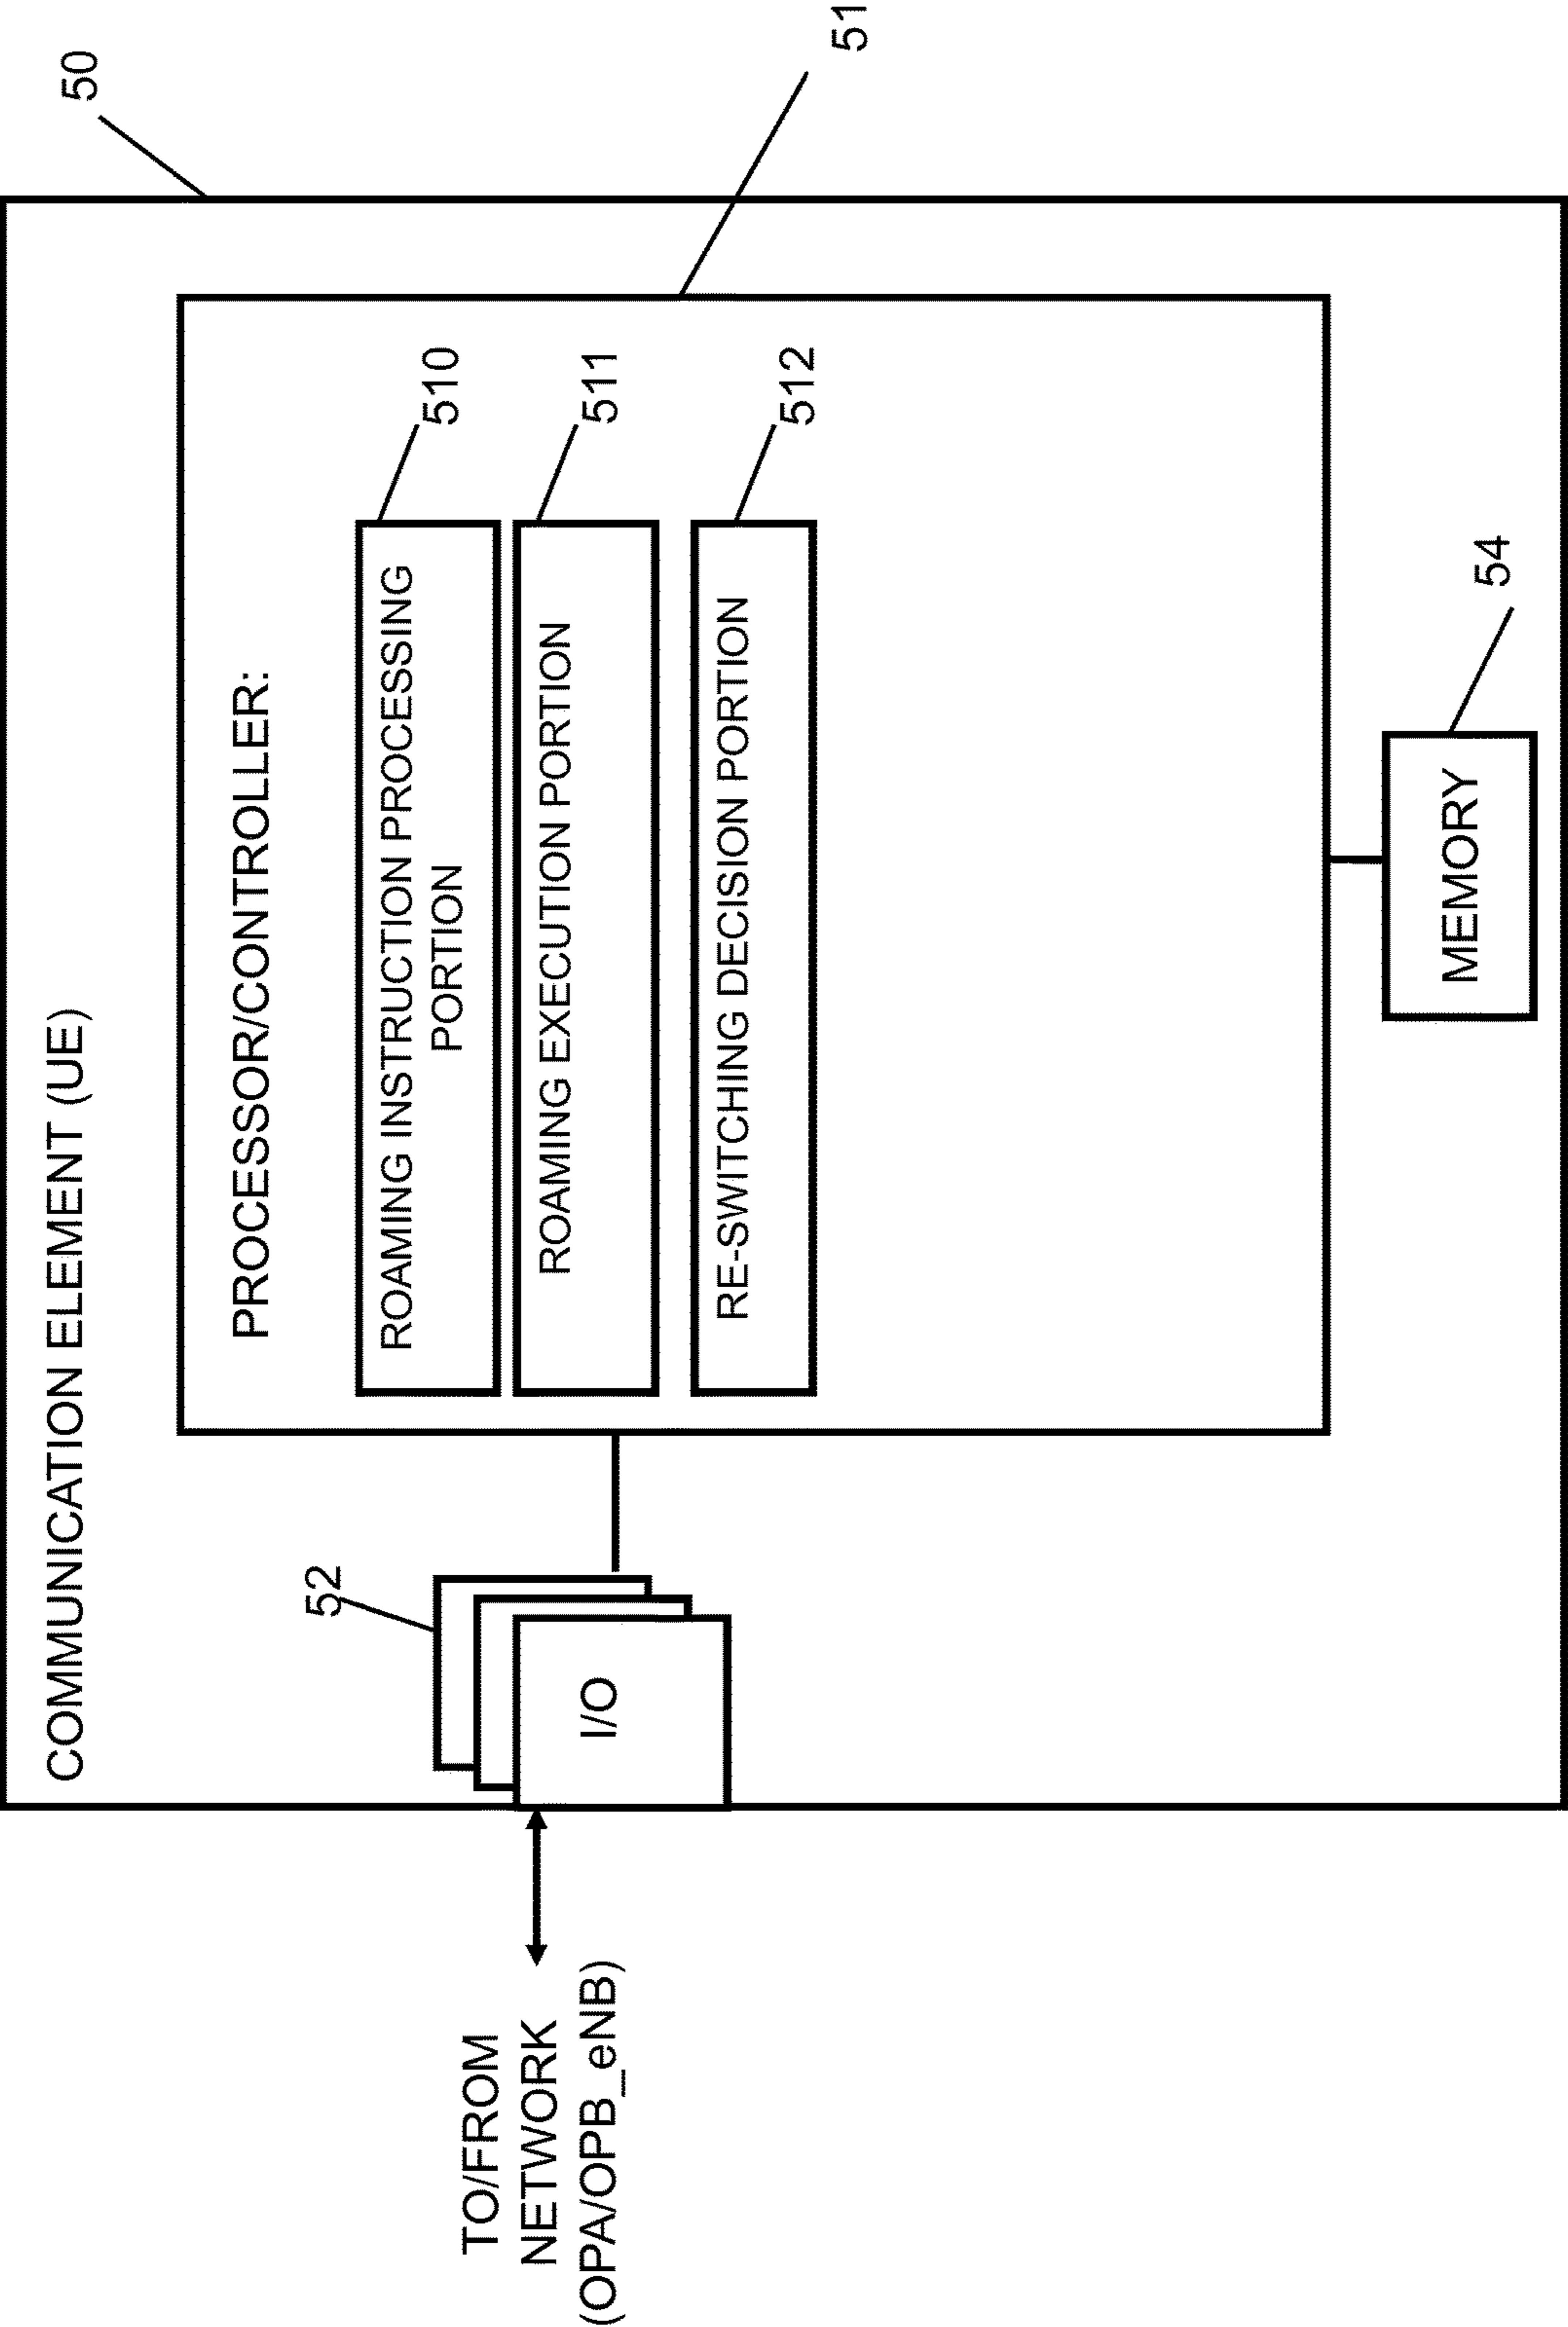 COMMUNICATION ELEMENT (UE)
50
PROCESSOR/CONTROLLER:
51
ROAMING INSTRUCTION PROCESSING
PORTION
510
ROAMING EXECUTION PORTION
511
RE-SWITCHING DECISION PORTION
512
52
I/O
TO/FROM
NETWORK
(OPA/OPB_eNB)
MEMORY
54